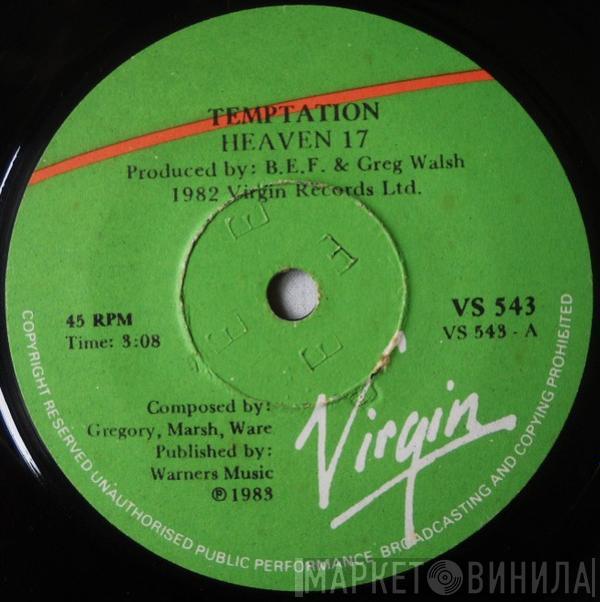 TEMPTATION
HEAVEN 17
Produced by: B.E.F. & Greg Walsh
1982 Virgin Records Ltd.
45 RPM
Time: 3:08
VS 543
VS 543 - A
Composed by:
Gregory, Marsh, Ware
Published by:
Warners Music
℗1983
Virgin
COPYRIGHT RESERVED UNAUTHORISED PUBLIC PERFORMANCE, BROADCASTING AND COPYING PROHIBITED
МАРКЕТ ВИНИЛА